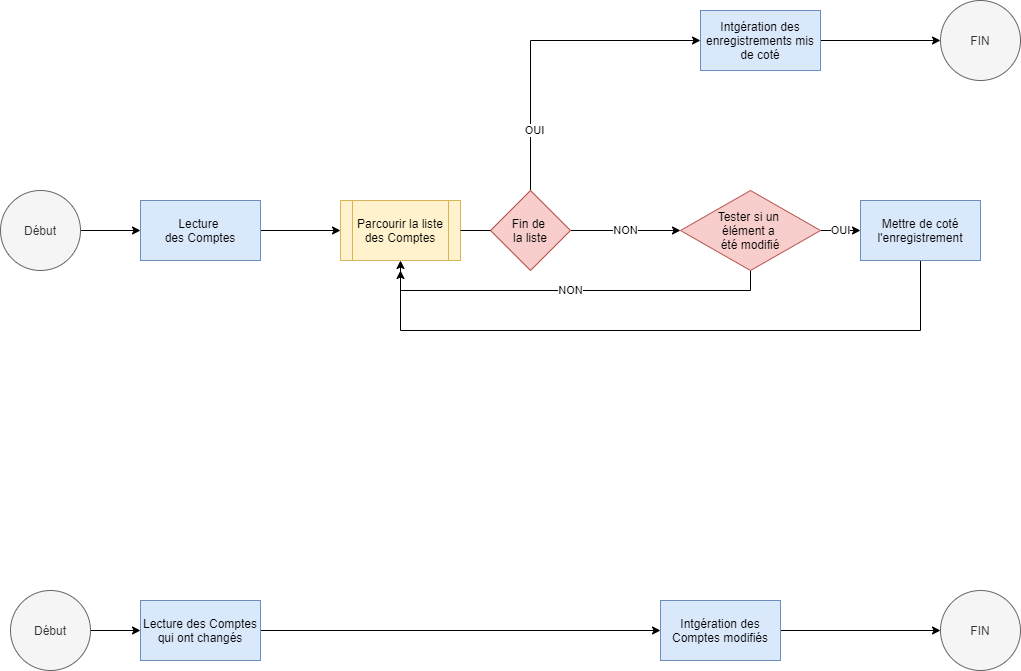 Intgération des
enregistrements mis
de coté
FIN
OUI
Début
Lecture
des Comptes
Parcourir la liste
des Comptes
Fin de
la liste
NON
Tester si un
élément a
été modifié
OUI
Mettre de coté
l'enregistrement
NON
Début
Lecture des Comptes
qui ont changés
Intgération des
Comptes modifiés
FIN